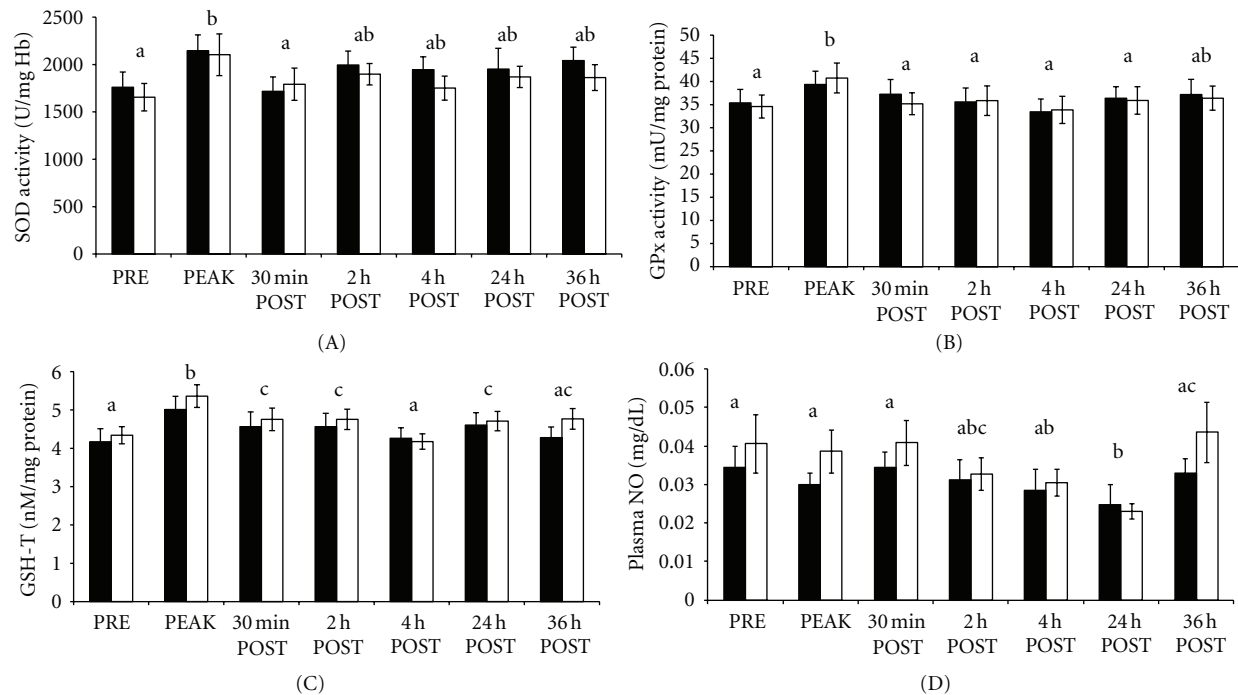 SOD activity (U/mg Hb)
2500
2000
1500
1000
500
0
a
b
a
ab
ab
ab
ab
PRE
PEAK
30 min
POST
2 h
POST
4 h
POST
24 h
POST
36 h
POST
(A)
GPx activity (mU/mg protein)
50
45
40
35
30
25
20
15
10
5
0
a
b
a
a
a
a
ab
PRE
PEAK
30 min
POST
2 h
POST
4 h
POST
24 h
POST
36 h
POST
(B)
GSH-T (nM/mg protein)
6
5
4
3
2
1
0
a
b
c
c
a
c
ac
PRE
PEAK
30 min
POST
2 h
POST
4 h
POST
24 h
POST
36 h
POST
(C)
Plasma NO (mg/dL)
0.06
0.05
0.04
0.03
0.02
0.01
0
a
a
a
abc
ab
b
ac
PRE
PEAK
30 min
POST
2 h
POST
4 h
POST
24 h
POST
36 h
POST
(D)